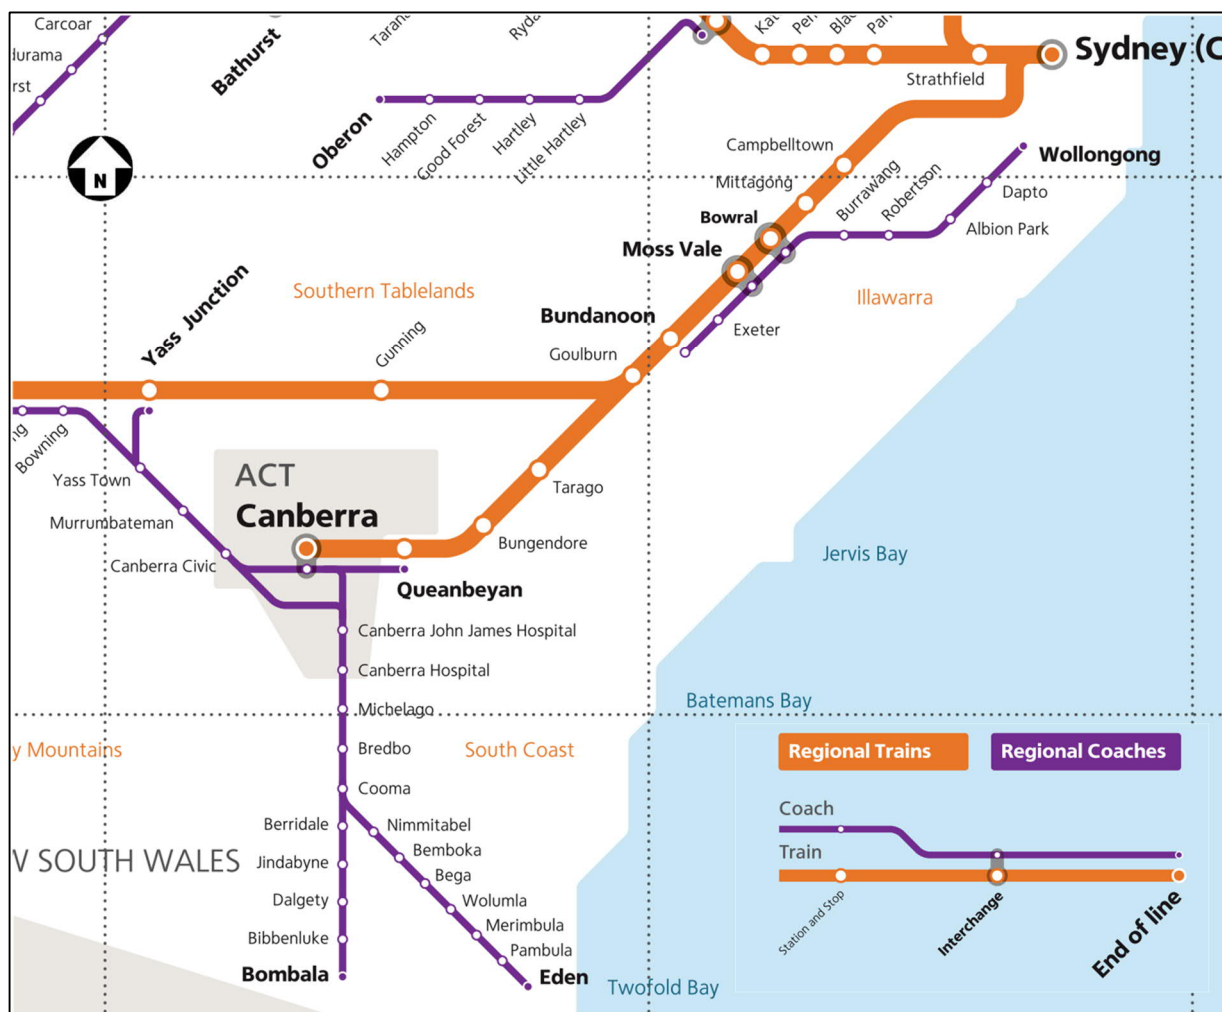 Carcoar
Bathurst
Sydney (C
Strathfield
Oberon
Hampton
Good Forest
Hartley
Little Hartley
N
Campbelltown
Mittagong
Bowral
Moss Vale
Burrawang
Robertson
Wollongong
Dapto
Albion Park
Southern Tablelands
Illawarra
Yass Junction
Gunning
Bundanoon
Exeter
Goulburn
Bowning
Yass Town
ACT
Canberra
Tarago
Murrumbateman
Bungendore
Canberra Civic
Queanbeyan
Jervis Bay
Canberra John James Hospital
Canberra Hospital
Michelago
Batemans Bay
y Mountains
Bredbo
South Coast
Cooma
Berridale
Nimmitabel
W SOUTH WALES
Jindabyne
Bemboka
Bega
Dalgety
Wolumla
Merimbula
Bibbenluke
Pambula
Bombala
Eden
Twofold Bay
Regional Trains
Regional Coaches
Coach
Train
Station and Stop
Interchange
End of line